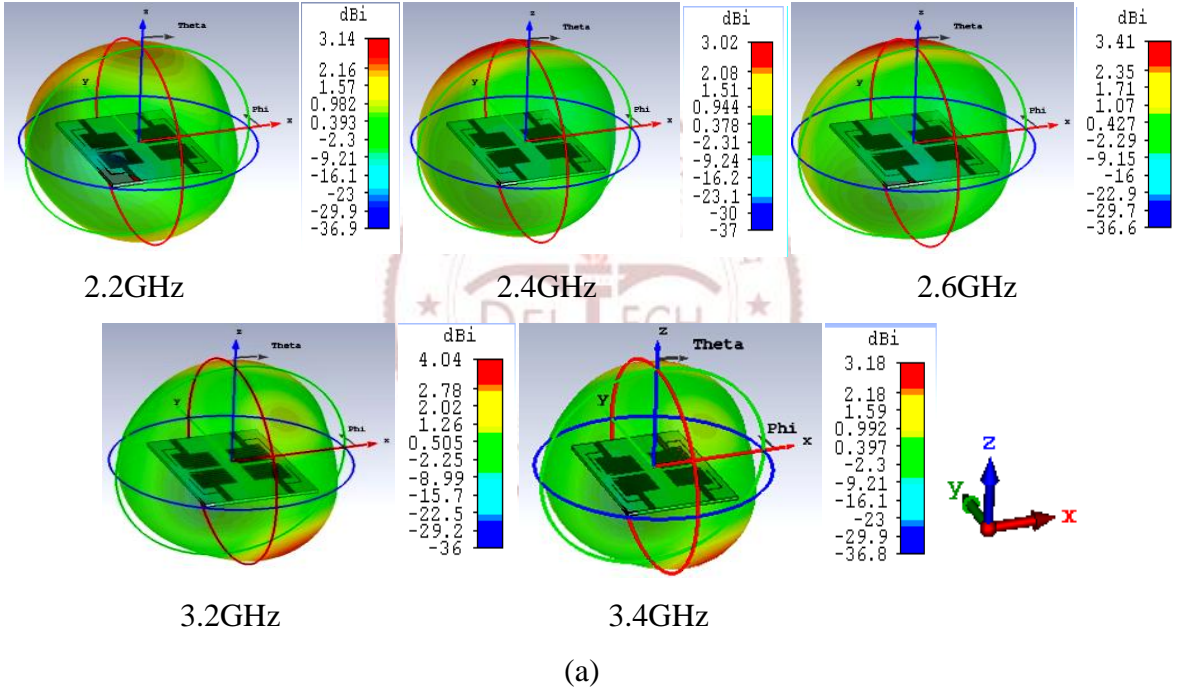 dBi
3.14
2.16
1.57
0.982
0.393
-2.31
-9.21
-16.1
-23
-29.9
-36.9
z
Theta
y
Phi
x
dBi
3.02
2.08
1.51
0.944
0.378
-2.31
-9.24
-16.2
-23.1
-30
-37
z
Theta
y
Phi
x
dBi
3.41
2.35
1.71
1.07
0.427
-2.29
-9.15
-16
-22.9
-29.7
-36.6
z
Theta
y
Phi
x
2.2GHz
2.4GHz
2.6GHz
DEL TECH
dBi
4.04
2.78
2.02
1.26
0.505
-2.25
-8.99
-15.7
-22.5
-29.2
-36
z
Theta
y
Phi
x
dBi
3.18
2.18
1.59
0.992
0.397
-2.3
-9.21
-16.1
-23
-29.9
-36.8
z
Theta
y
Phi
x
z
y
x
3.2GHz
3.4GHz
(a)